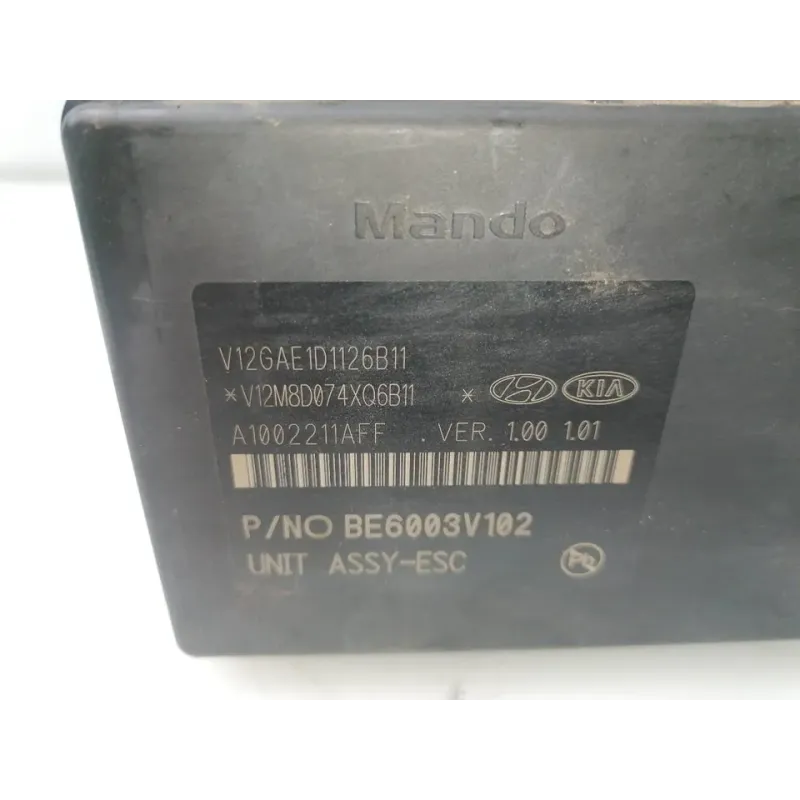 Mando
V12GAE1D1126B11
*V12M8D074XQ6B11 * KIA
A1002211AFF .VER. 1.00 1.01
P/NO BE6003V102
UNIT ASSY-ESC